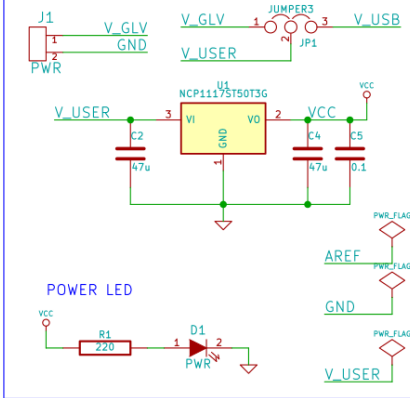 J1
V_GLV
GND
1
2
PWR
V_GLV
JUMPER3
1
3
V_USB
2
JP1
V_USER
U1
NCP1117ST50T3G
V_USER
3
VI
VO
2
VCC
VCC
GND
1
C2
47u
C4
47u
C5
0.1
PWR_FLAG
AREF
PWR_FLAG
GND
PWR_FLAG
V_USER
POWER LED
VCC
R1
220
1
D1
2
PWR